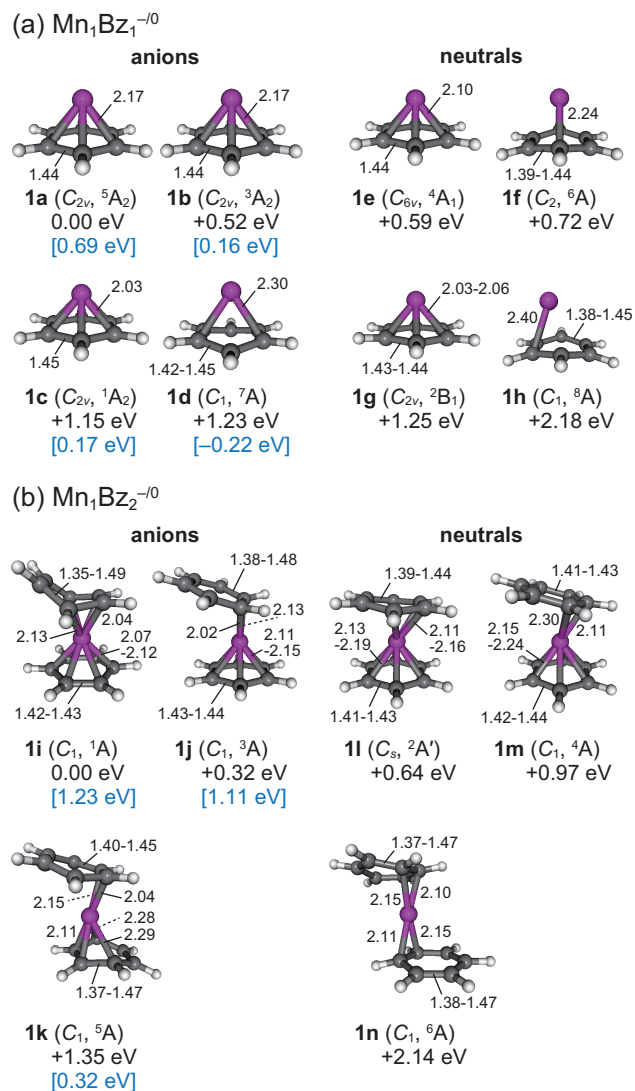 (a) Mn₁Bz₁⁻ᐟ⁰
anions neutrals
2.17 2.17 2.10 2.24
1.44 1.44 1.44 1.39-1.44
1a (C₂ᵥ, ⁵A₂) 1b (C₂ᵥ, ³A₂) 1e (C₆ᵥ, ⁴A₁) 1f (C₂, ⁶A)
0.00 eV +0.52 eV +0.59 eV +0.72 eV
[0.69 eV] [0.16 eV]
2.03 2.30 2.03-2.06 2.40 1.38-1.45
1.45 1.42-1.45 1.43-1.44
1c (C₂ᵥ, ¹A₂) 1d (C₁, ⁷A) 1g (C₂ᵥ, ²B₁) 1h (C₁, ⁸A)
+1.15 eV +1.23 eV +1.25 eV +2.18 eV
[0.17 eV] [–0.22 eV]
(b) Mn₁Bz₂⁻ᐟ⁰
anions neutrals
1.35-1.49 1.38-1.48 1.39-1.44 1.41-1.43
2.04 2.13 2.30
2.13 2.07 2.02 2.11 2.13 2.11 2.15 2.11
-2.12 -2.15 -2.19 -2.16 -2.24
1.42-1.43 1.43-1.44 1.41-1.43 1.42-1.44
1i (C₁, ¹A) 1j (C₁, ³A) 1l (Cₛ, ²A′) 1m (C₁, ⁴A)
0.00 eV +0.32 eV +0.64 eV +0.97 eV
[1.23 eV] [1.11 eV]
1.40-1.45 1.37-1.47
2.15 2.04 2.15 2.10
2.11 2.28 2.11 2.15
2.29
1.37-1.47 1.38-1.47
1k (C₁, ⁵A) 1n (C₁, ⁶A)
+1.35 eV +2.14 eV
[0.32 eV]